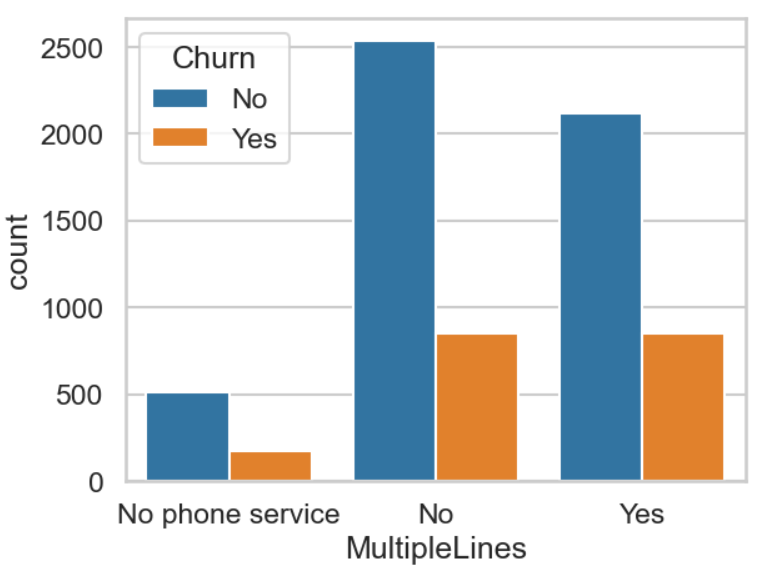 2500
2000
1500
1000
500
0
count
Churn
No
Yes
No phone service
No
Yes
MultipleLines